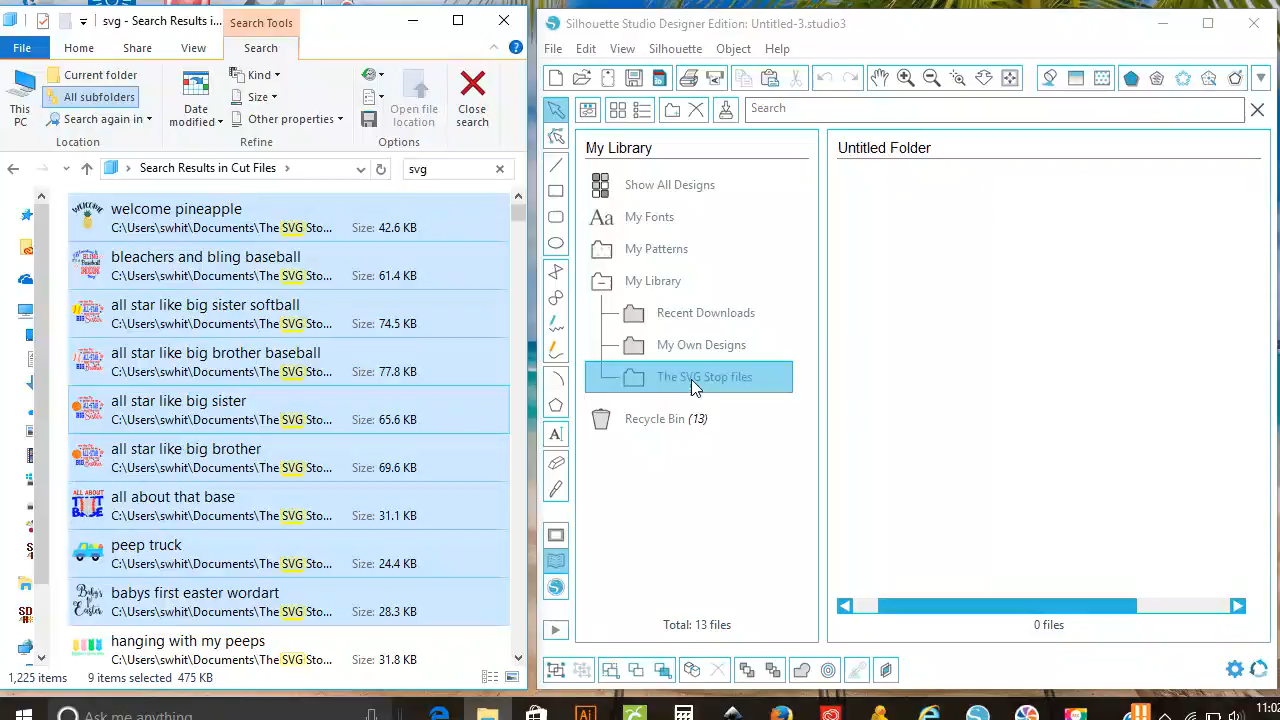 svg - Search Results i...
Search Tools
File
Home
Share
View
Search
This PC
Current folder
All subfolders
Search again in
Location
Date modified
Kind
Size
Other properties
Refine
Open file location
Options
Close search
Search Results in Cut Files
svg
welcome pineapple
C:\Users\swhit\Documents\The SVG Sto... Size: 42.6 KB
bleachers and bling baseball
C:\Users\swhit\Documents\The SVG Sto... Size: 61.4 KB
all star like big sister softball
C:\Users\swhit\Documents\The SVG Sto... Size: 74.5 KB
all star like big brother baseball
C:\Users\swhit\Documents\The SVG Sto... Size: 77.8 KB
all star like big sister
C:\Users\swhit\Documents\The SVG Sto... Size: 65.6 KB
all star like big brother
C:\Users\swhit\Documents\The SVG Sto... Size: 69.6 KB
all about that base
C:\Users\swhit\Documents\The SVG Sto... Size: 31.1 KB
peep truck
C:\Users\swhit\Documents\The SVG Sto... Size: 24.4 KB
babys first easter wordart
C:\Users\swhit\Documents\The SVG Sto... Size: 28.3 KB
hanging with my peeps
C:\Users\swhit\Documents\The SVG Sto... Size: 31.8 KB
1,225 items 9 items selected 473 KB
Silhouette Studio Designer Edition: Untitled-3.studio3
File Edit View Silhouette Object Help
Search
My Library
Show All Designs
Aa My Fonts
My Patterns
My Library
Recent Downloads
My Own Designs
The SVG Stop files
Recycle Bin (13)
Total: 13 files
Untitled Folder
0 files
Ask me anything
Ai
11:02